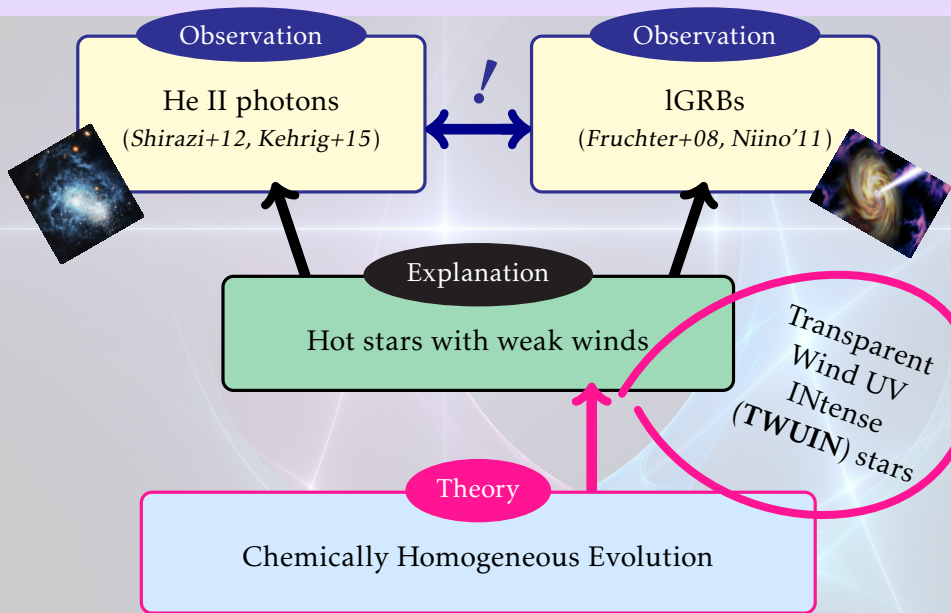 Observation
He II photons
(Shirazi+12, Kehrig+15)
!
Observation
lGRBs
(Fruchter+08, Niino'11)
Explanation
Hot stars with weak winds
Transparent
Wind UV
INtense
(TWUIN) stars
Theory
Chemically Homogeneous Evolution